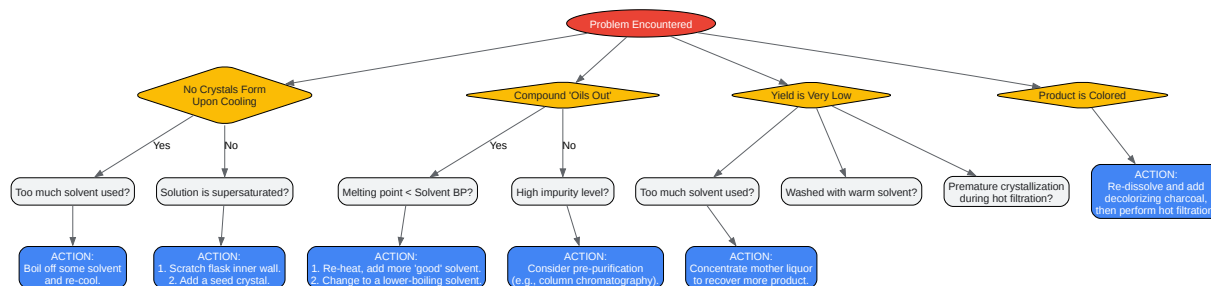 Problem Encountered
No Crystals Form
Upon Cooling
Compound 'Oils Out'
Yield is Very Low
Product is Colored
Yes
No
Yes
No
Too much solvent used?
Solution is supersaturated?
Melting point < Solvent BP?
High impurity level?
Too much solvent used?
Washed with warm solvent?
Premature crystallization
during hot filtration?
ACTION:
Re-dissolve and add
decolorizing charcoal,
then perform hot filtration
ACTION:
Boil off some solvent
and re-cool.
ACTION:
1. Scratch flask inner wall.
2. Add a seed crystal.
ACTION:
1. Re-heat, add more 'good' solvent.
2. Change to a lower-boiling solvent.
ACTION:
Consider pre-purification
(e.g., column chromatography).
ACTION:
Concentrate mother liquor
to recover more product.